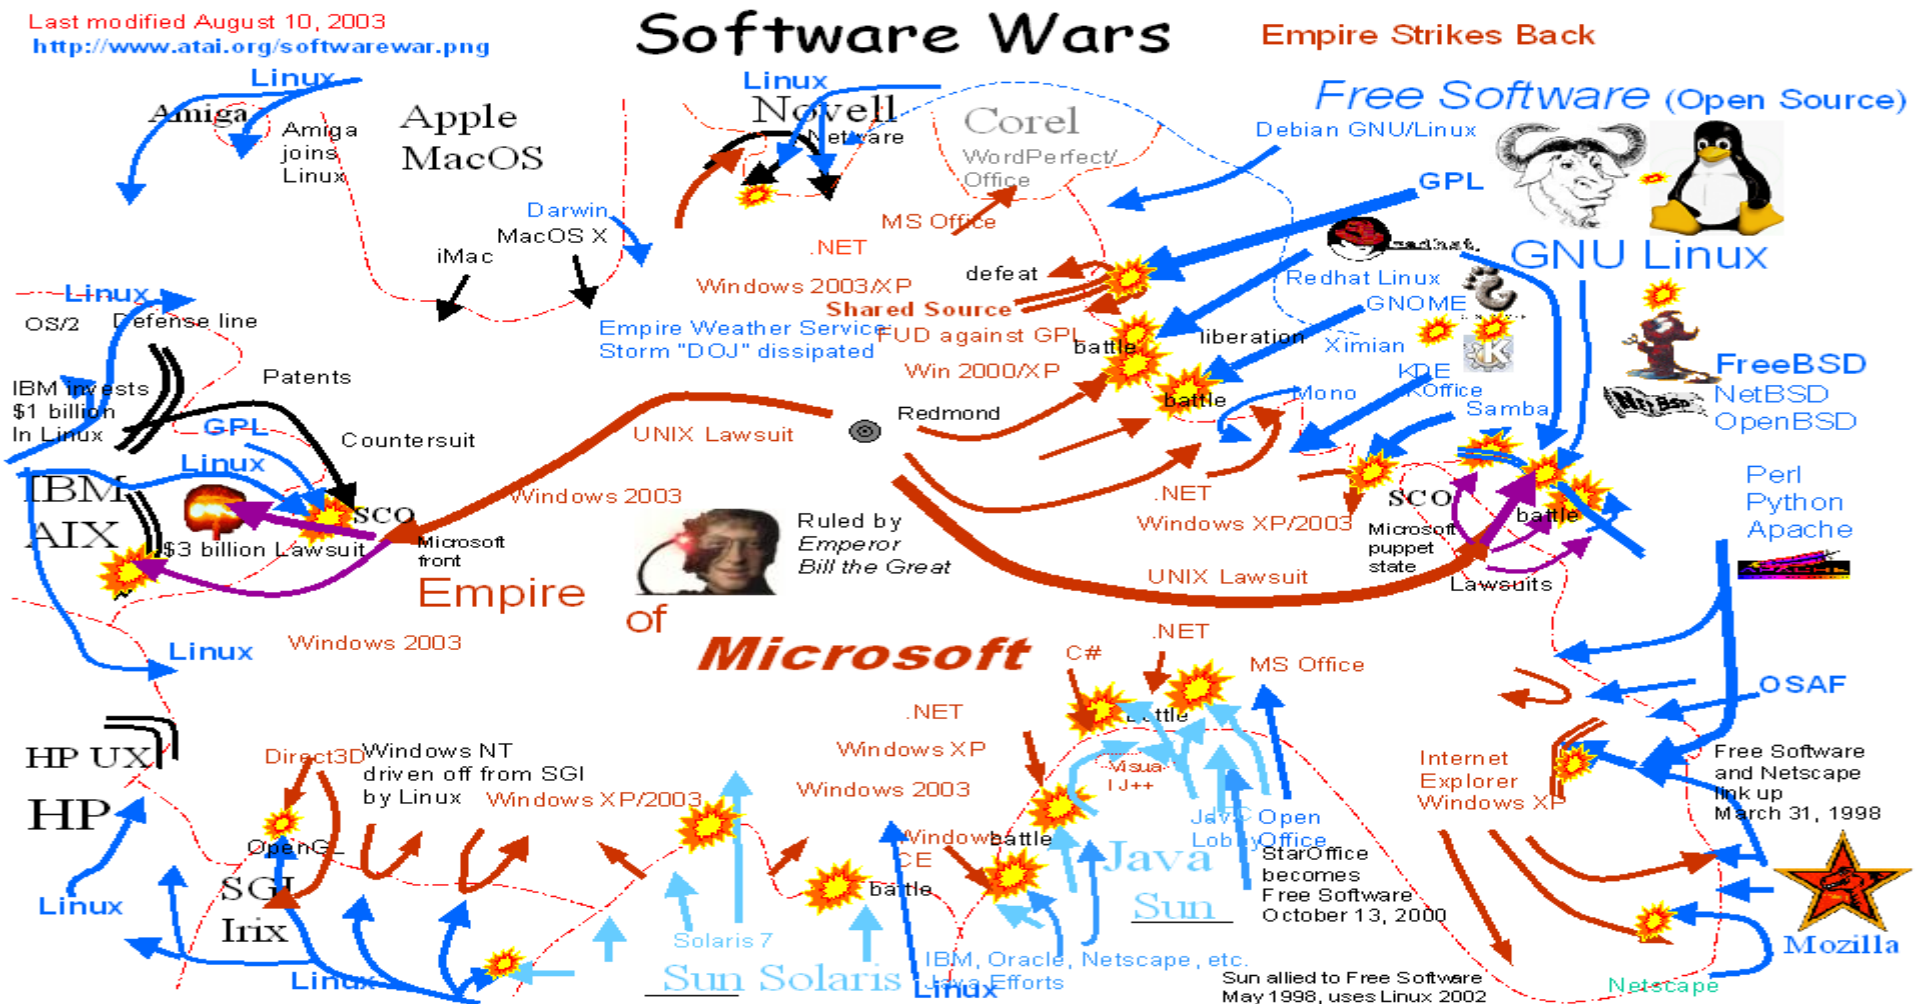 Last modified August 10, 2003
http://www.atai.org/softwarewar.png
Software Wars
Empire Strikes Back
Free Software (Open Source)
Linux
Amiga
Amiga
joins
Linux
Apple
MacOS
Linux
Novell
Netware
Corel
WordPerfect/
Office
Debian GNU/Linux
GPL
Darwin
MacOS X
iMac
MS Office
.NET
Windows 2003/XP
defeat
Shared Source
redhat.
Redhat Linux
GNU Linux
GNOME
Linux
OS/2
Defense line
Empire Weather Service
Storm "DOJ" dissipated
FUD against GPL
battle
liberation
Ximian
Win 2000/XP
KDE
KOffice
FreeBSD
NetBSD
OpenBSD
NetBSD
IBM invests
$1 billion
In Linux
Patents
GPL
Countersuit
UNIX Lawsuit
Redmond
battle
Mono
Samba
Linux
IBM
AIX
SCO
$3 billion Lawsuit
Microsoft
front
Windows 2003
Ruled by
Emperor
Bill the Great
.NET
Windows XP/2003
SCO
Microsoft
puppet
state
battle
Lawsuits
Perl
Python
Apache
UNIX Lawsuit
Empire
of
Microsoft
Linux
Windows 2003
C#
.NET
MS Office
battle
OSAF
HP UX
HP
Direct3D
Windows NT
driven off from SGI
by Linux
Windows XP/2003
.NET
Windows XP
Windows 2003
Visual
J++
Internet
Explorer
Windows XP
Free Software
and Netscape
link up
March 31, 1998
OpenGL
SGI
Irix
Linux
Linux
Windows
CE
battle
battle
Java
Lobby
Open
Office
Java
Sun
StarOffice
becomes
Free Software
October 13, 2000
Solaris 7
Sun Solaris
IBM, Oracle, Netscape, etc.
Java Efforts
Linux
Sun allied to Free Software
May 1998, uses Linux 2002
Netscape
Mozilla